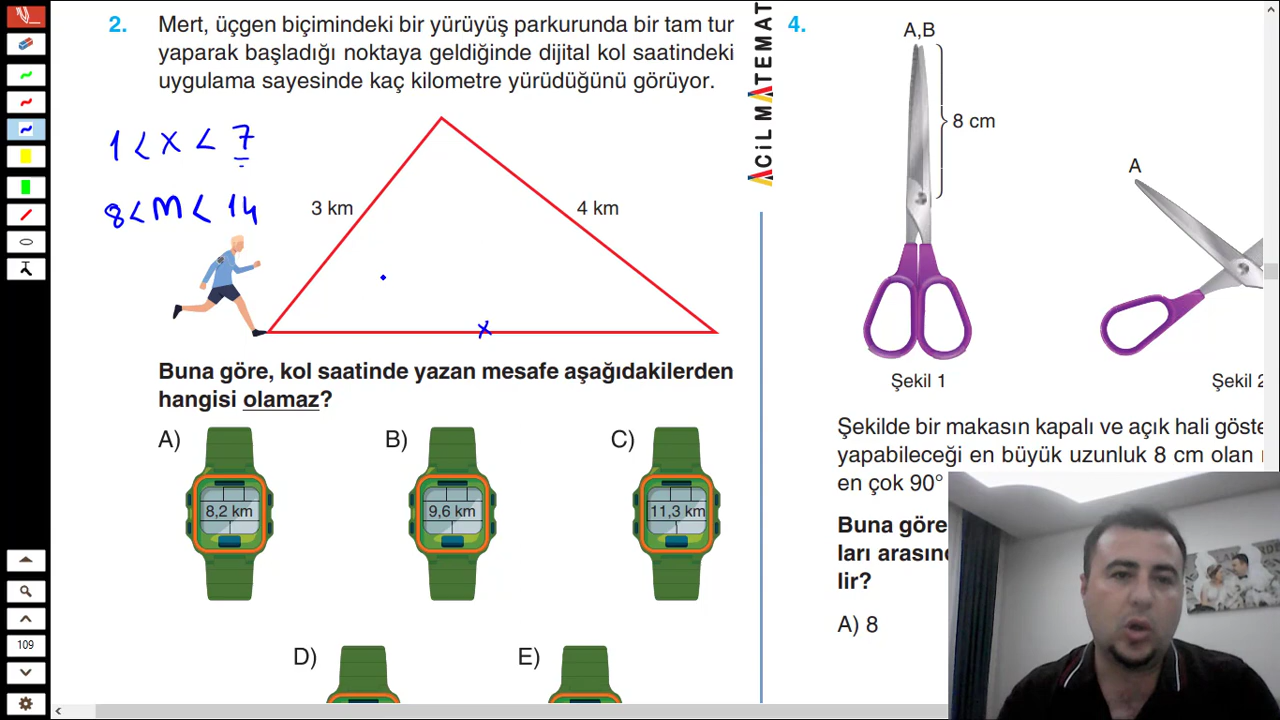 2. Mert, üçgen biçimindeki bir yürüyüş parkurunda bir tam tur
yaparak başladığı noktaya geldiğinde dijital kol saatindeki
uygulama sayesinde kaç kilometre yürüdüğünü görüyor.
1 < x < 7
8 < m < 14
3 km
4 km
x
Buna göre, kol saatinde yazan mesafe aşağıdakilerden
hangisi olamaz?
A)
B)
C)
8,2 km
9,6 km
11,3 km
D)
E)
ACiL MATEMAT
4.
A,B
8 cm
A
Şekil 1
Şekil 2
Şekilde bir makasın kapalı ve açık hali göste
yapabileceği en büyük uzunluk 8 cm olan
en çok 90°
Buna göre
ları arasın
lir?
A) 8
109